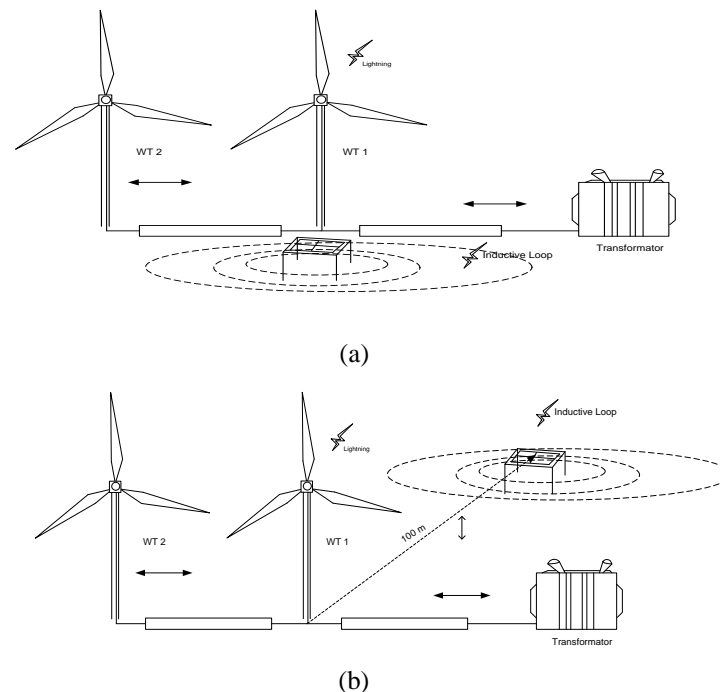 Lightning
WT 2
WT 1
Transformator
Inductive Loop
(a)
Inductive Loop
Lightning
WT 2
WT 1
100 m
Transformator
(b)